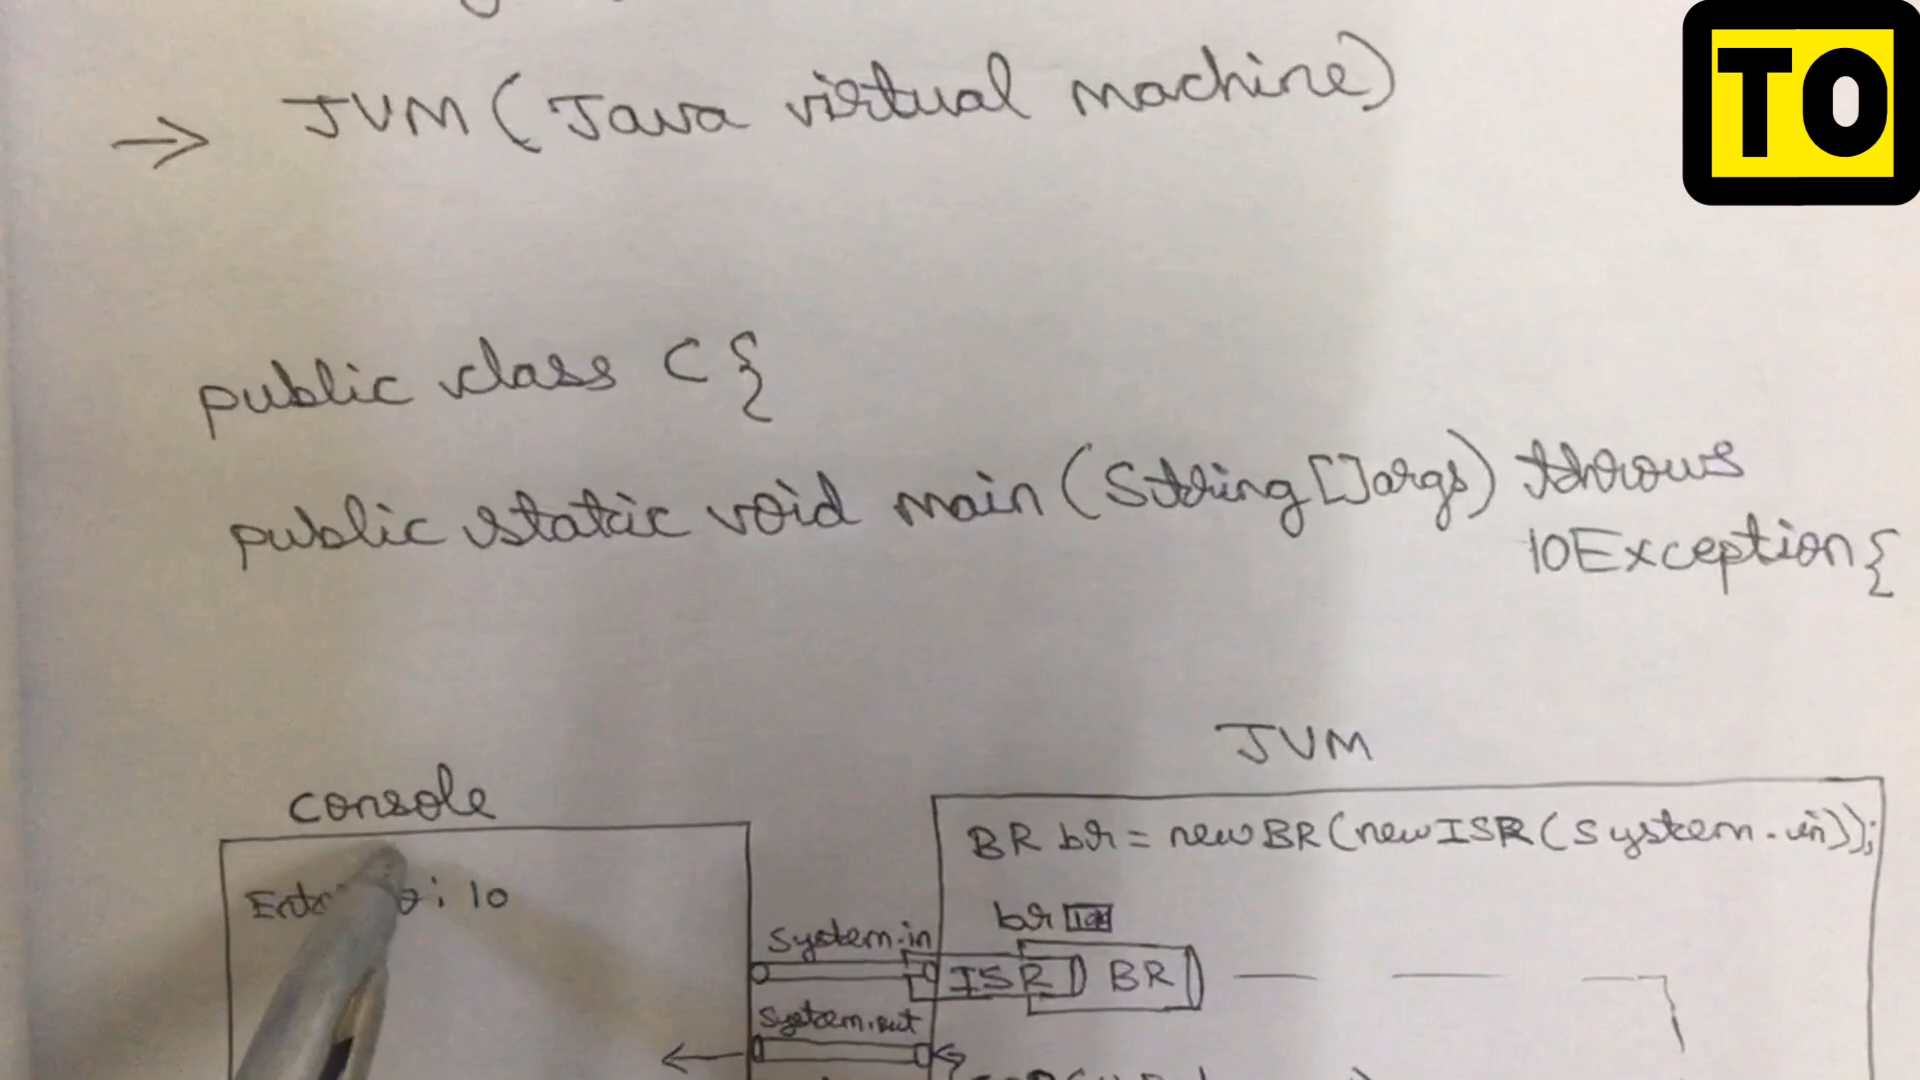 TO
→ JVM (Java virtual machine)
public class C {
public static void main (String []args) throws
IOException {
console
JVM
BR br = new BR (new ISR (System.in));
: 10
br
system.in
ISR BR
system.out